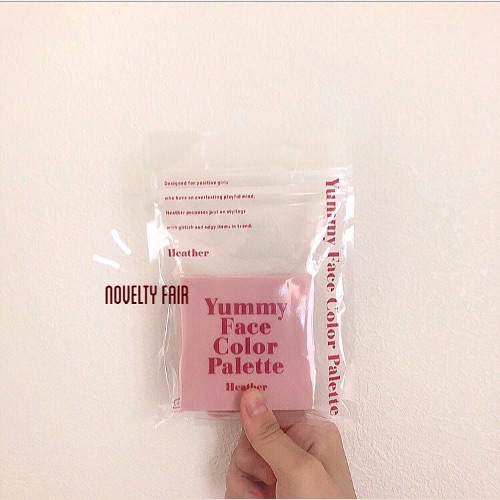 Designed for positive girls
who have an everlasting playful mind.
Heather proposes just on stylings
with girlish and edgy items in trend.
Heather
Yummy Face Color Palette
NOVELTY FAIR
Yummy
Face
Color
Palette
Heather